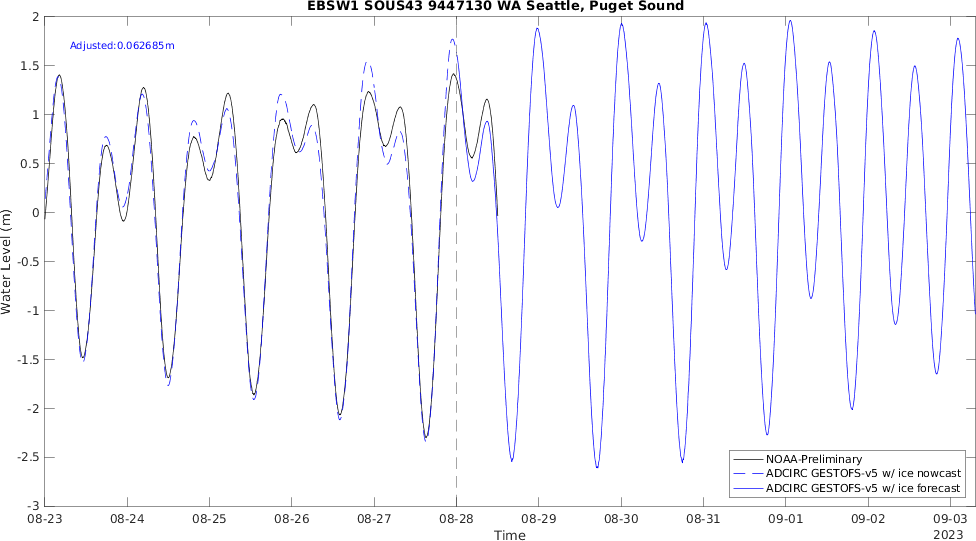 EBSW1 SOUS43 9447130 WA Seattle, Puget Sound
Adjusted:0.062685m
Water Level (m)
2
1.5
1
0.5
0
-0.5
-1
-1.5
-2
-2.5
-3
NOAA-Preliminary
ADCIRC GESTOFS-v5 w/ ice nowcast
ADCIRC GESTOFS-v5 w/ ice forecast
08-23 08-24 08-25 08-26 08-27 08-28 08-29 08-30 08-31 09-01 09-02 09-03
Time
2023